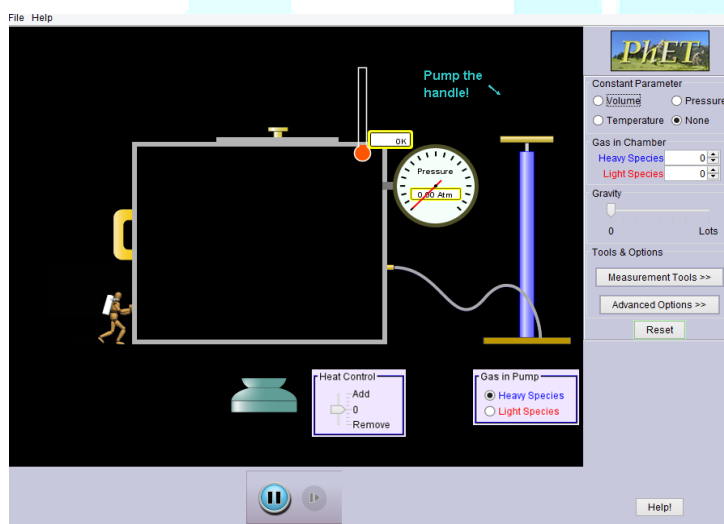 File Help
PhET
Pump the
handle!
Constant Parameter
Volume Pressure
Temperature None
0K
Pressure
0.00 Atm
Gas in Chamber
Heavy Species 0
Light Species 0
Gravity
0 Lots
Tools & Options
Measurement Tools >>
Advanced Options >>
Reset
Heat Control
Add
0
Remove
Gas in Pump
Heavy Species
Light Species
Help!